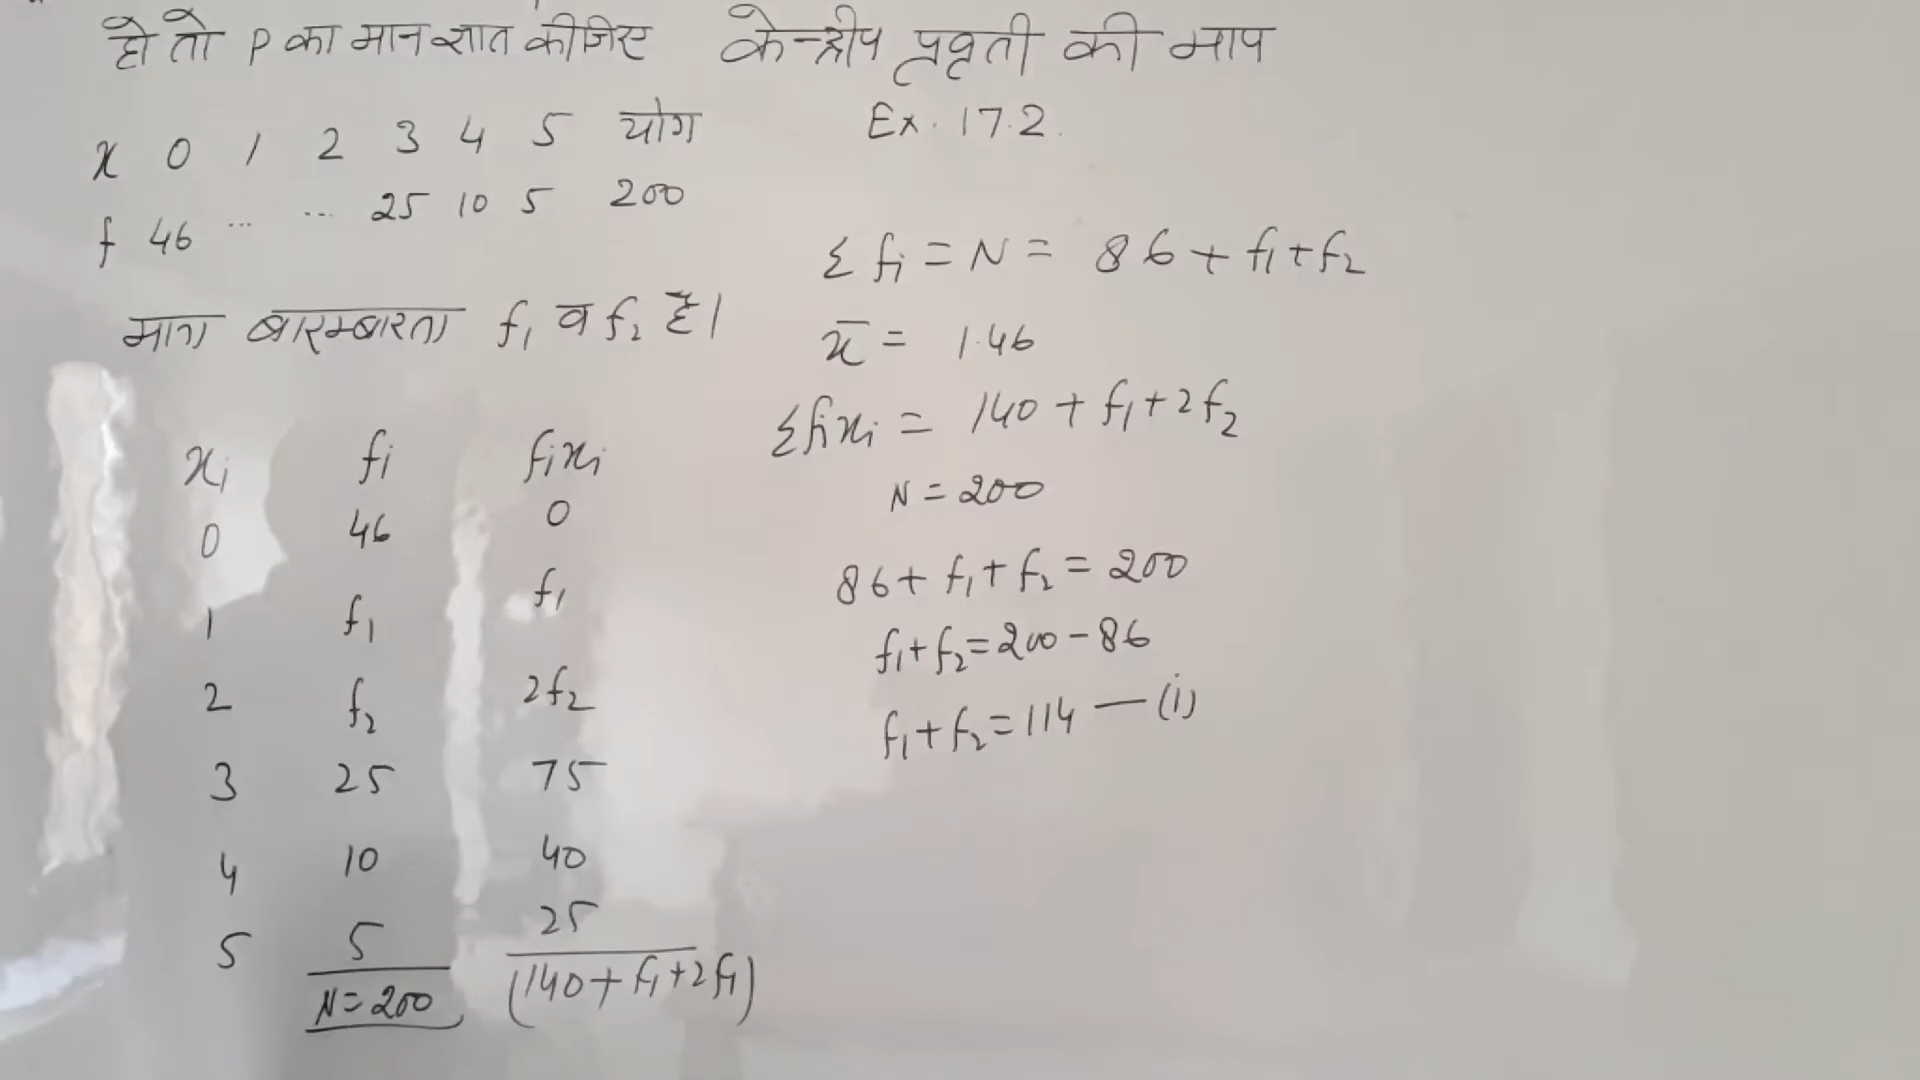 हो तो P का मान ज्ञात कीजिए
केन्द्रीप प्रवृती की माप
Ex. 17.2.
x 0 1 2 3 4 5 योग
f 46 ... ... 25 10 5 200
माना बारम्बारता f₁ व f₂ है।
xᵢ fᵢ fᵢxᵢ
0 46 0
1 f₁ f₁
2 f₂ 2f₂
3 25 75
4 10 40
5 5 25
N = 200 (140 + f₁ + 2f₁)
Σfᵢ = N = 86 + f₁ + f₂
x̄ = 1.46
Σfᵢxᵢ = 140 + f₁ + 2f₂
N = 200
86 + f₁ + f₂ = 200
f₁ + f₂ = 200 - 86
f₁ + f₂ = 114 — (i)